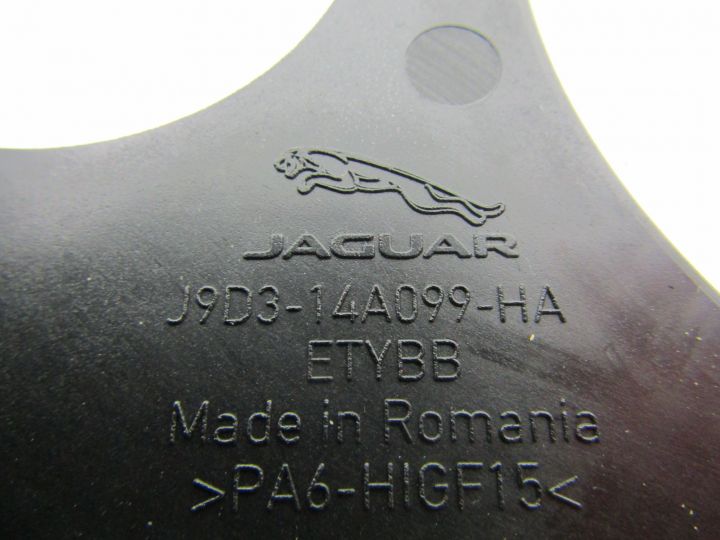 JAGUAR
J9D3-14A099-HA
ETYBB
Made in Romania
>PA6-HIGF15<